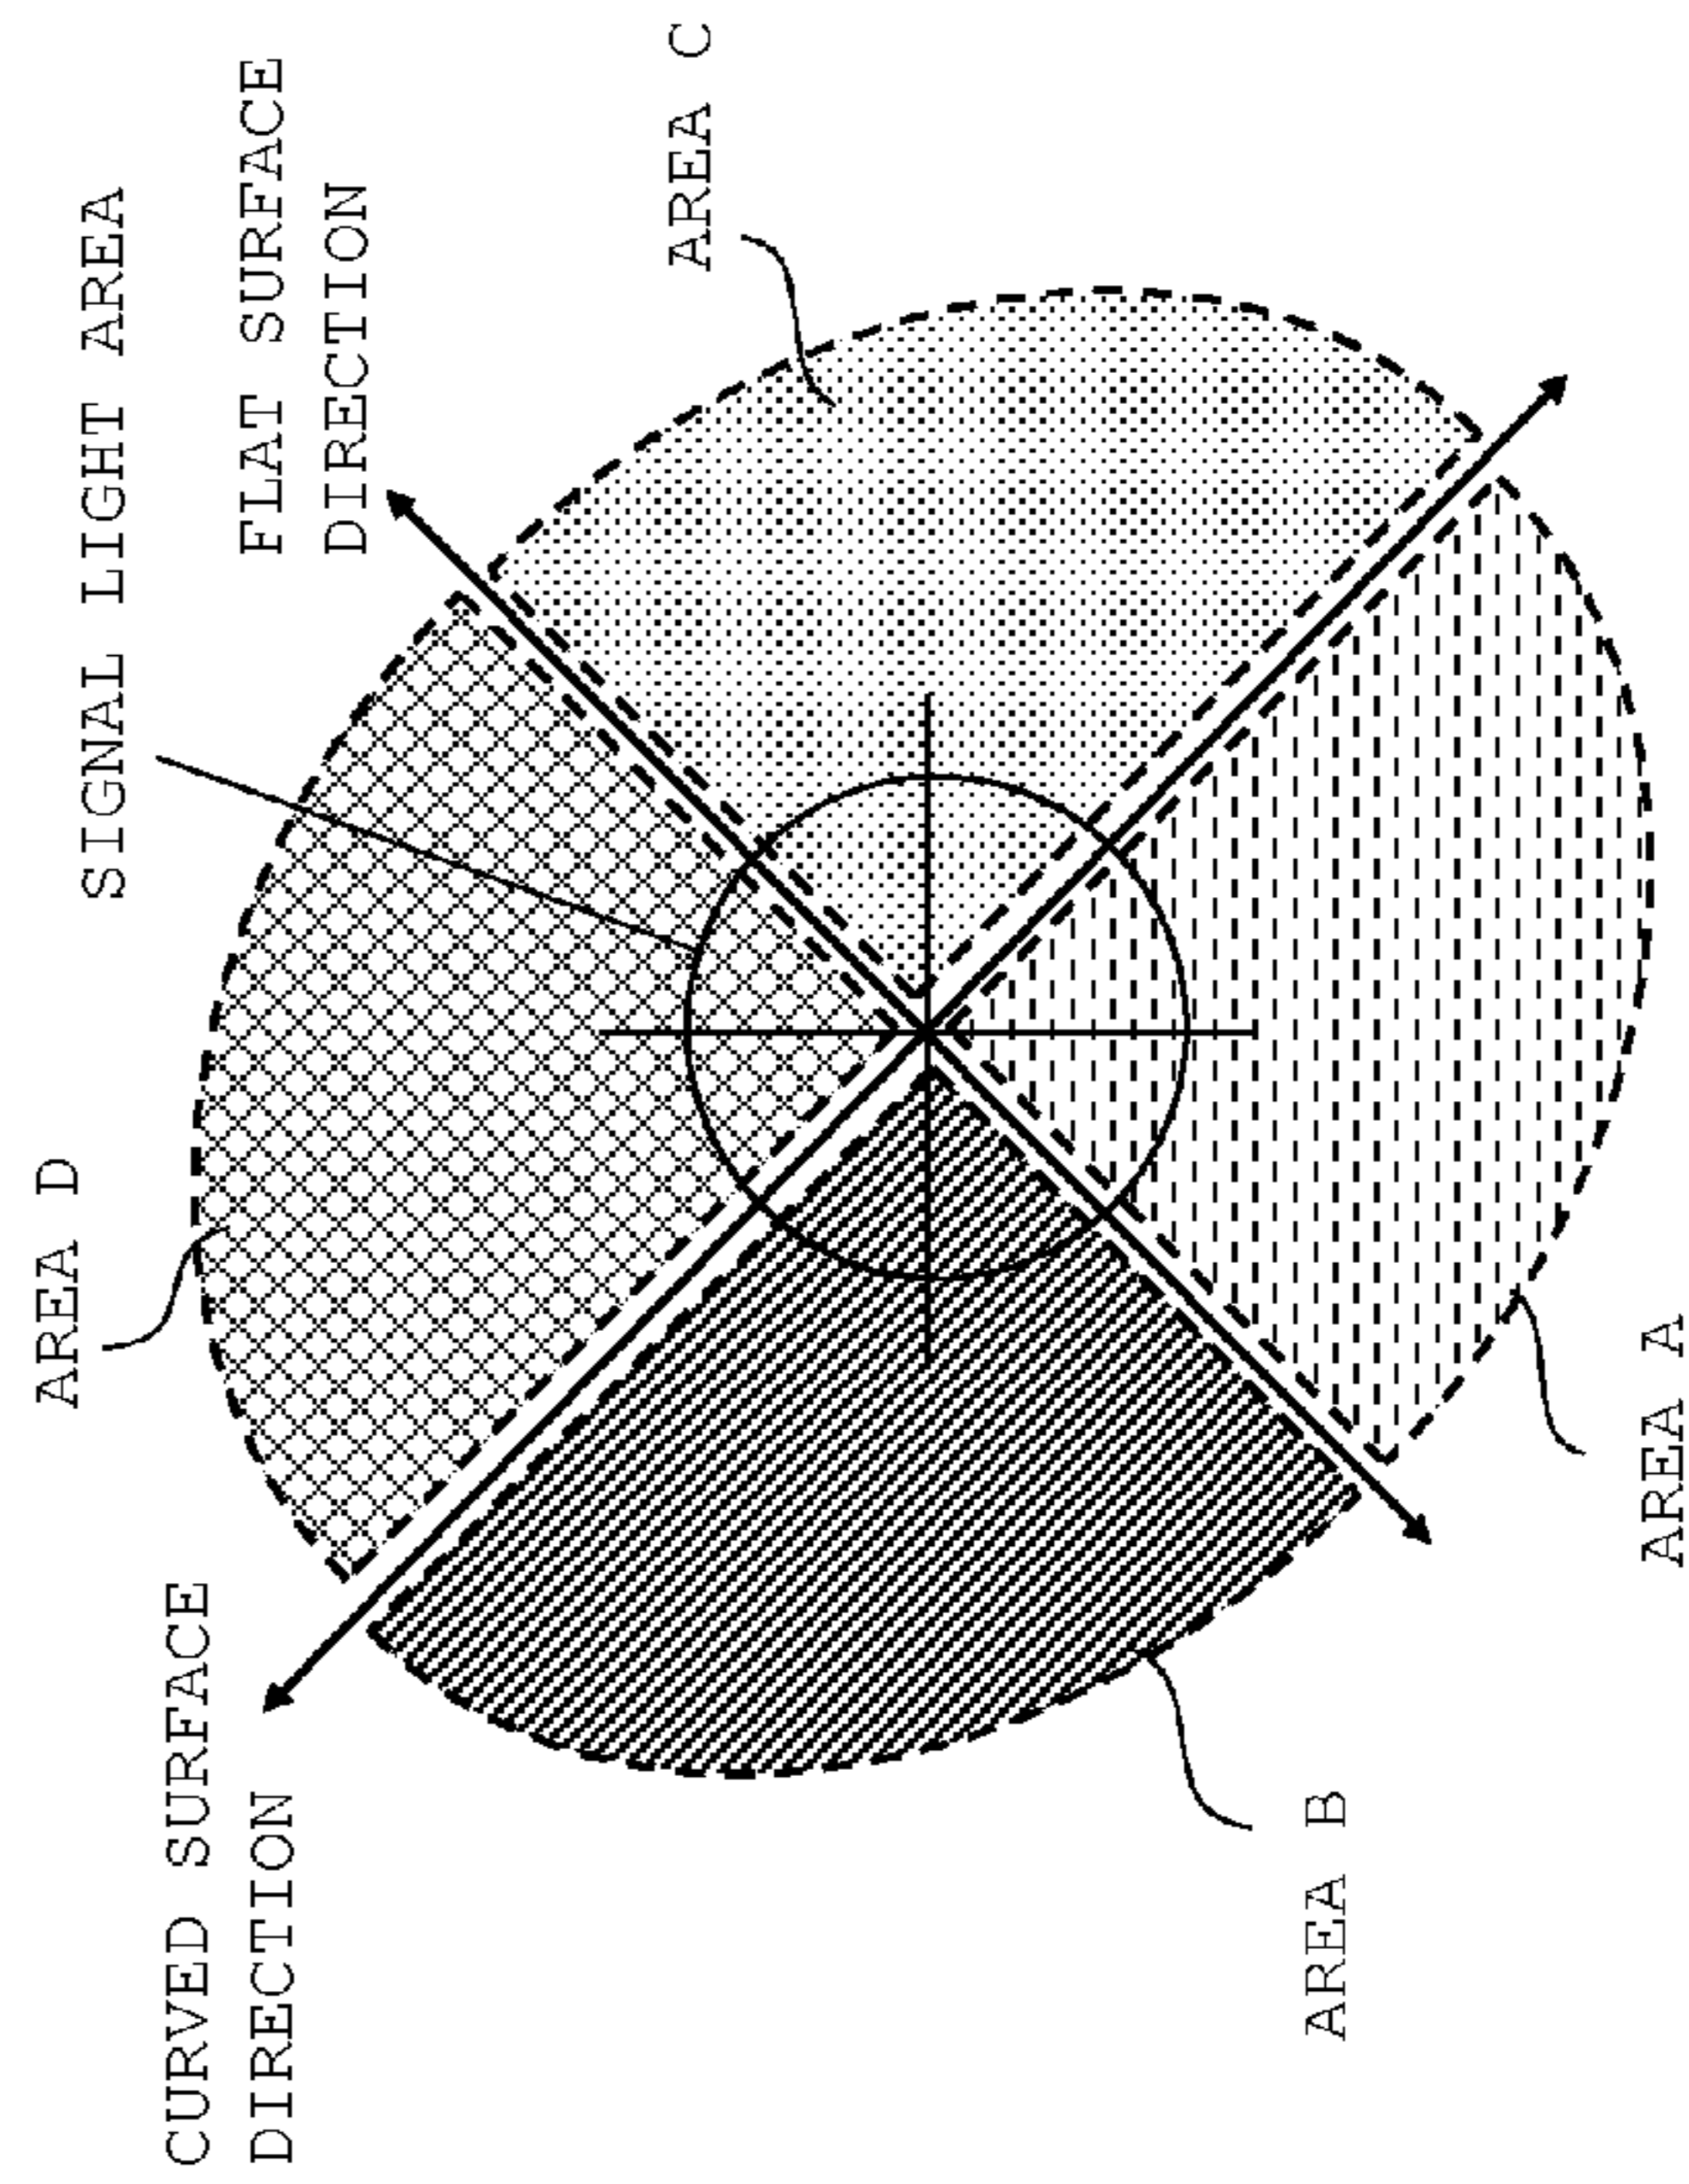 CURVED SURFACE
DIRECTION
AREA D
SIGNAL LIGHT AREA
FLAT SURFACE
DIRECTION
AREA C
AREA B
AREA A